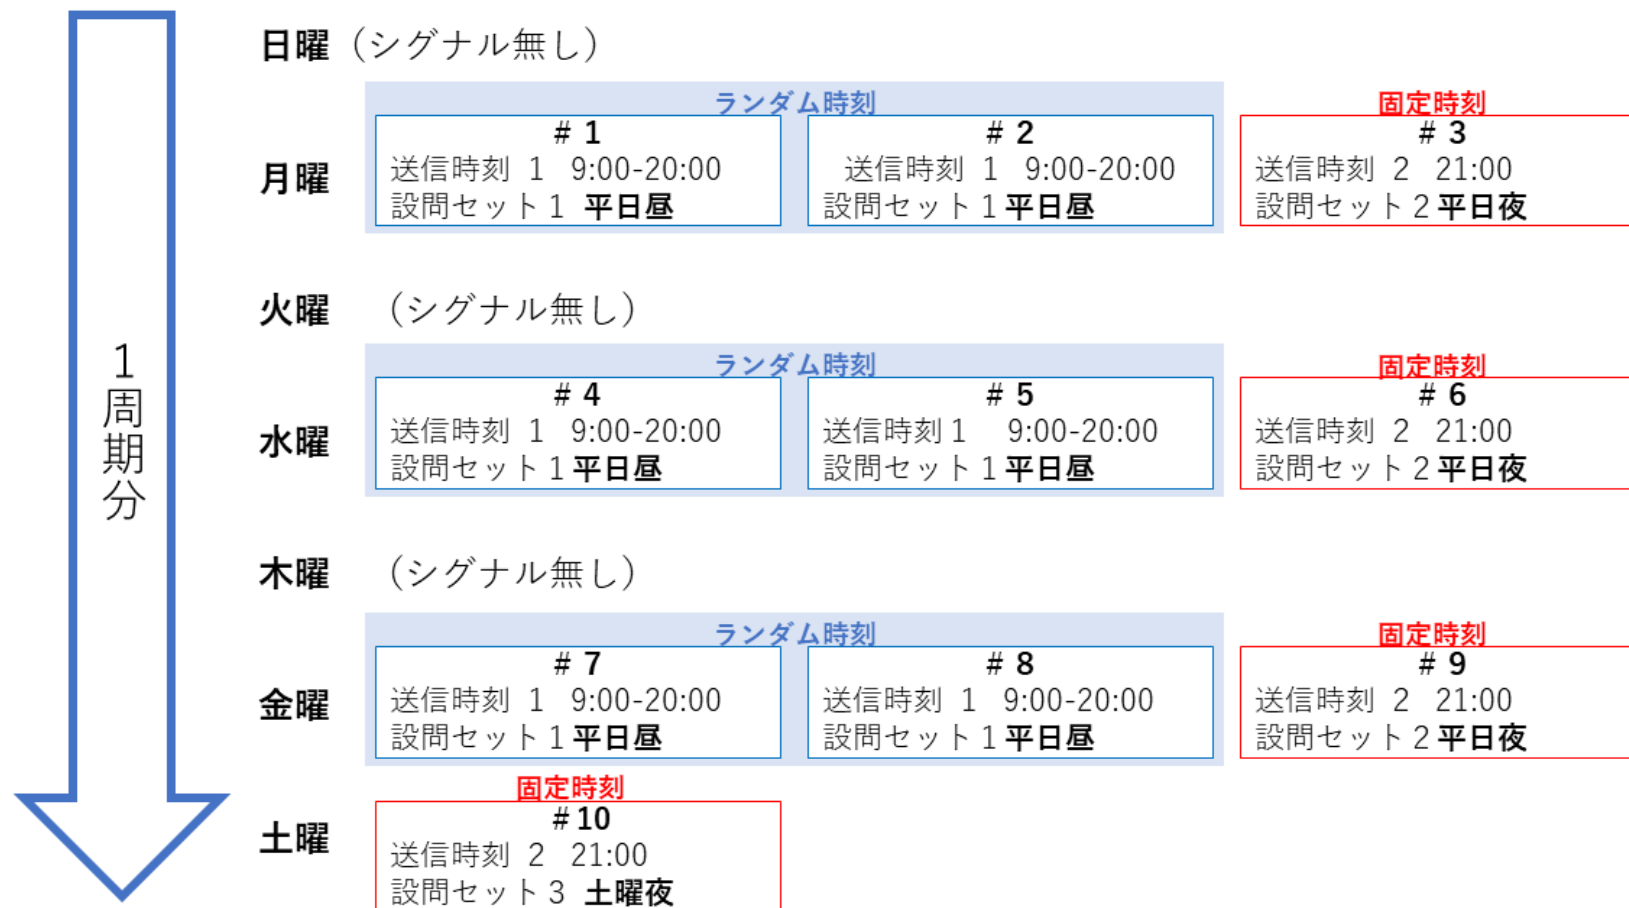 日曜（シグナル無し）
ランダム時刻
固定時刻
# 1
送信時刻 1 9:00-20:00
設問セット1 平日昼
# 2
送信時刻 1 9:00-20:00
設問セット1平日昼
# 3
送信時刻 2 21:00
設問セット2平日夜
月曜
火曜 （シグナル無し）
ランダム時刻
固定時刻
# 4
送信時刻 1 9:00-20:00
設問セット1平日昼
# 5
送信時刻1 9:00-20:00
設問セット1平日昼
# 6
送信時刻 2 21:00
設問セット2平日夜
水曜
1周期分
木曜 （シグナル無し）
ランダム時刻
固定時刻
# 7
送信時刻 1 9:00-20:00
設問セット1平日昼
# 8
送信時刻 1 9:00-20:00
設問セット1平日昼
# 9
送信時刻 2 21:00
設問セット2平日夜
金曜
固定時刻
#10
送信時刻 2 21:00
設問セット3 土曜夜
土曜